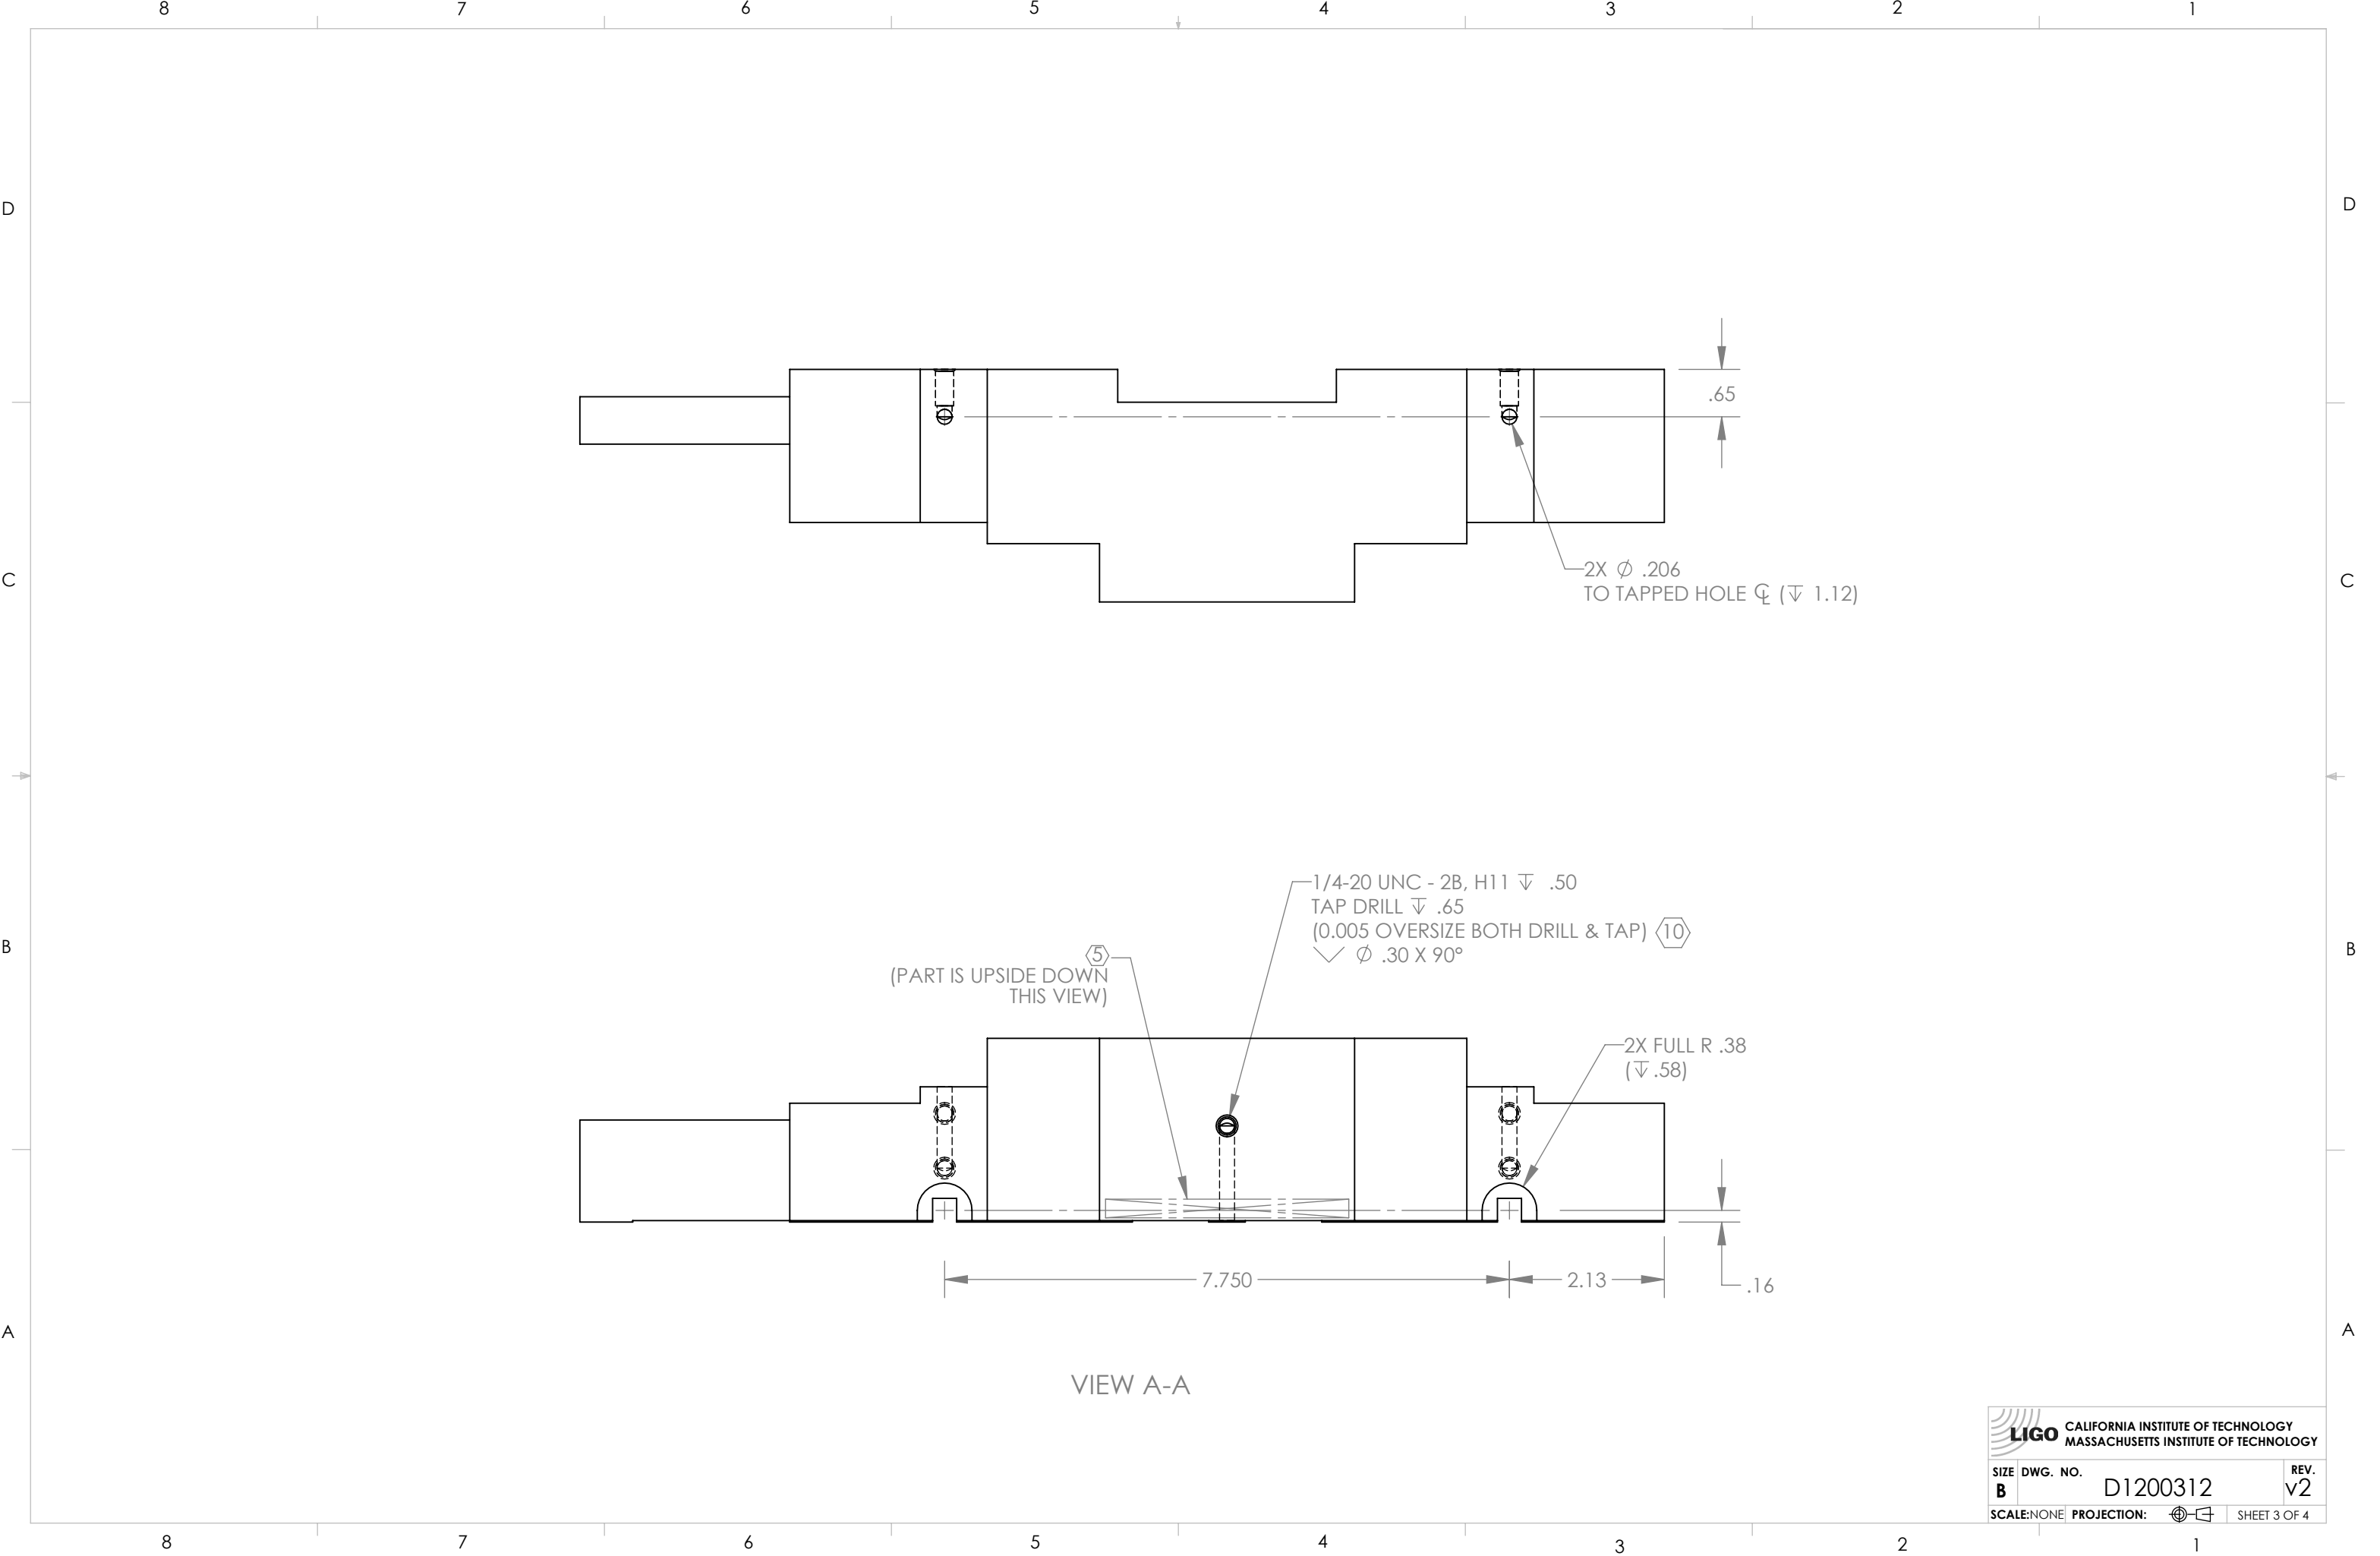 8 7 6 5 4 3 2 1
D D
.65
2X ⌀ .206
TO TAPPED HOLE ℄ (↧ 1.12)
C C
1/4-20 UNC - 2B, H11 ↧ .50
TAP DRILL ↧ .65
(0.005 OVERSIZE BOTH DRILL & TAP) 10
⌵ ⌀ .30 X 90°
B B
5
(PART IS UPSIDE DOWN
THIS VIEW)
2X FULL R .38
(↧ .58)
7.750 2.13 .16
A A
VIEW A-A
LIGO
CALIFORNIA INSTITUTE OF TECHNOLOGY
MASSACHUSETTS INSTITUTE OF TECHNOLOGY
SIZE DWG. NO. REV.
B D1200312 v2
SCALE:NONE PROJECTION: SHEET 3 OF 4
8 7 6 5 4 3 2 1